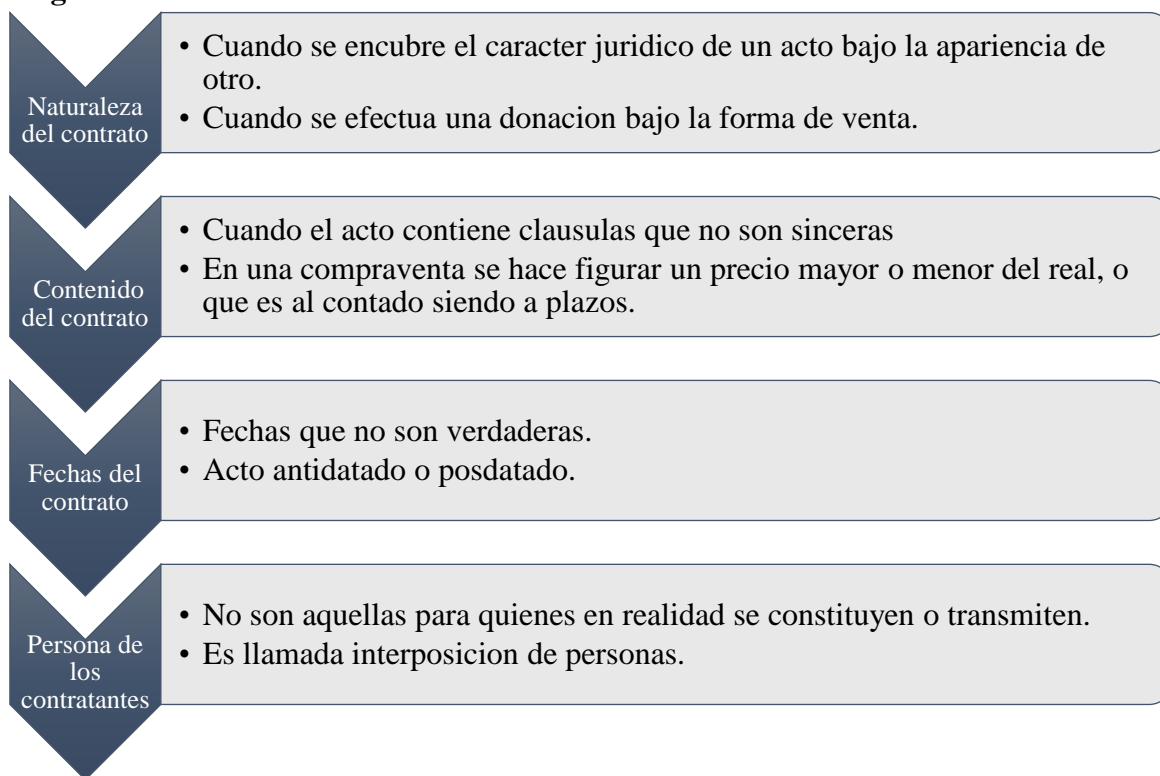 Naturaleza
del contrato
• Cuando se encubre el caracter juridico de un acto bajo la apariencia de
otro.
• Cuando se efectua una donacion bajo la forma de venta.
Contenido
del contrato
• Cuando el acto contiene clausulas que no son sinceras
• En una compraventa se hace figurar un precio mayor o menor del real, o
que es al contado siendo a plazos.
Fechas del
contrato
• Fechas que no son verdaderas.
• Acto antidatado o posdatado.
Persona de
los
contratantes
• No son aquellas para quienes en realidad se constituyen o transmiten.
• Es llamada interposicion de personas.